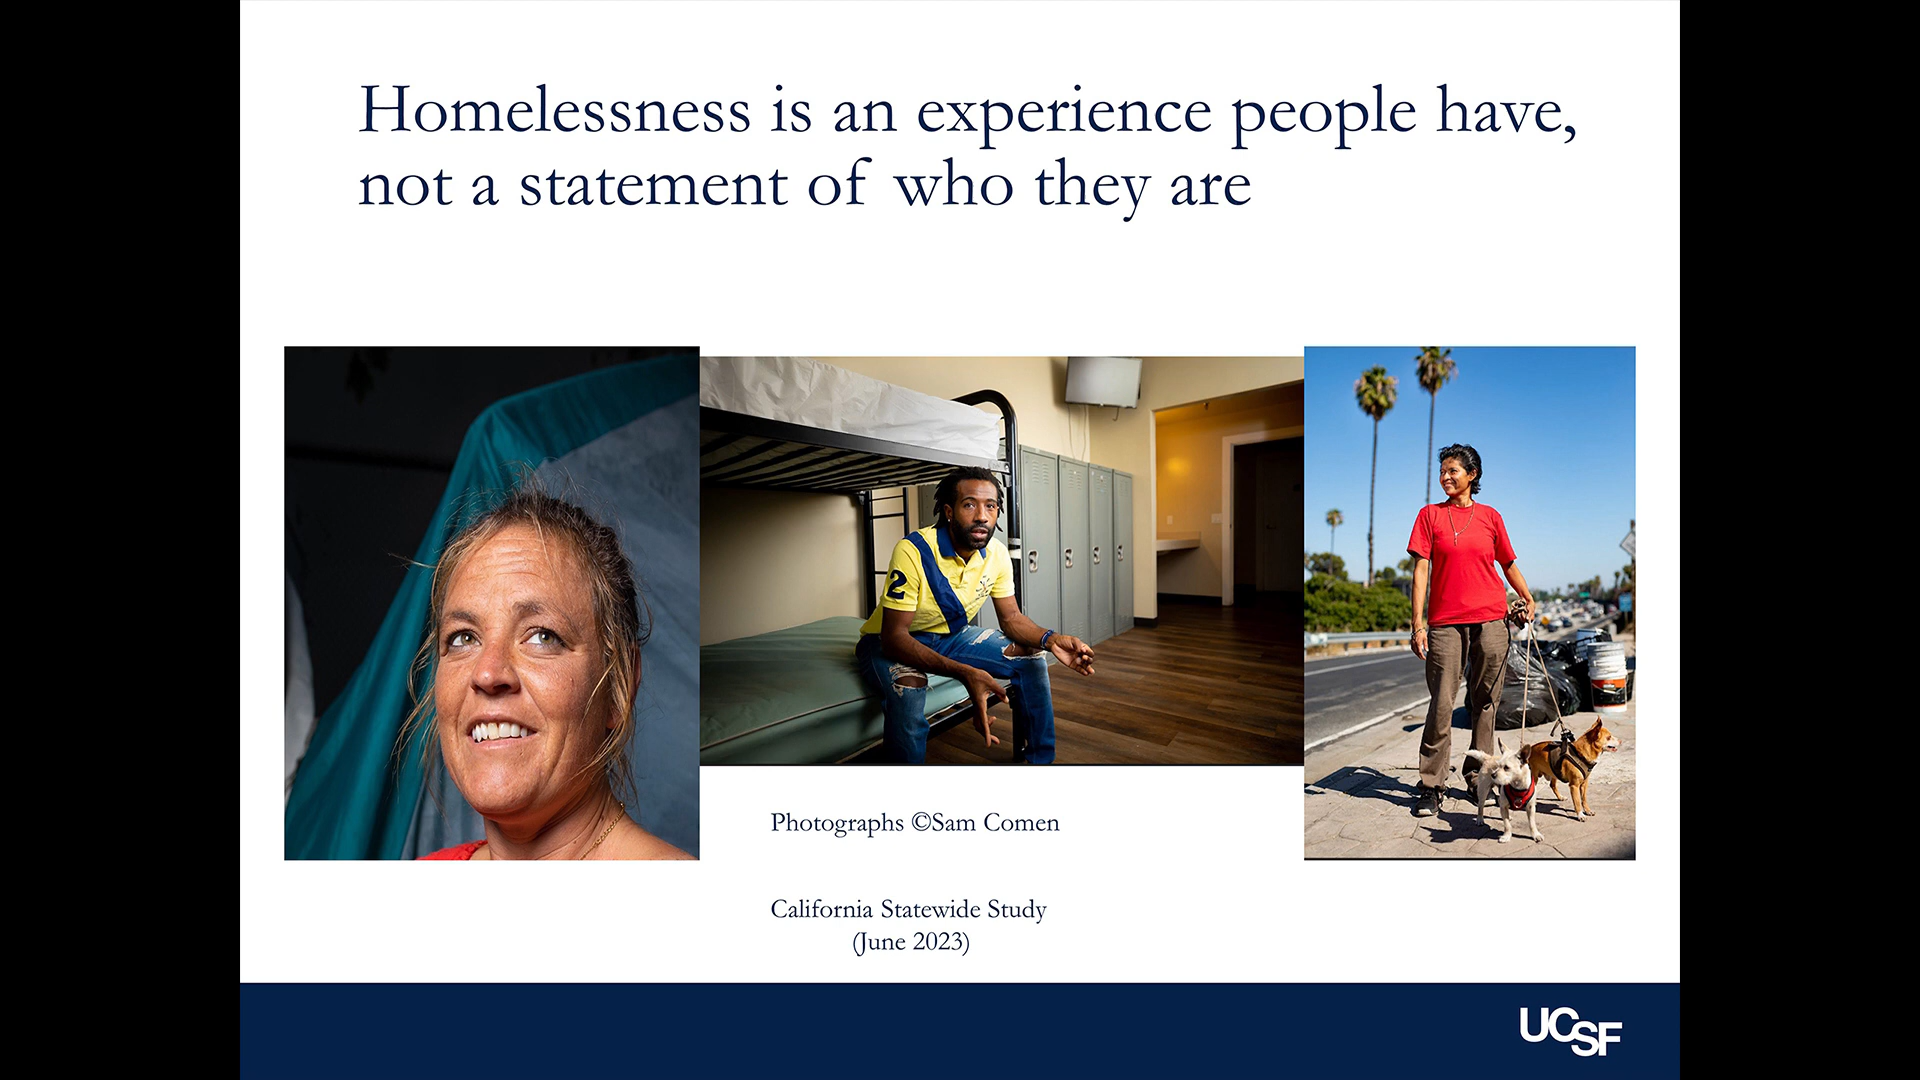 Homelessness is an experience people have,
not a statement of who they are
2
Photographs ©Sam Comen
California Statewide Study
(June 2023)
UCSF